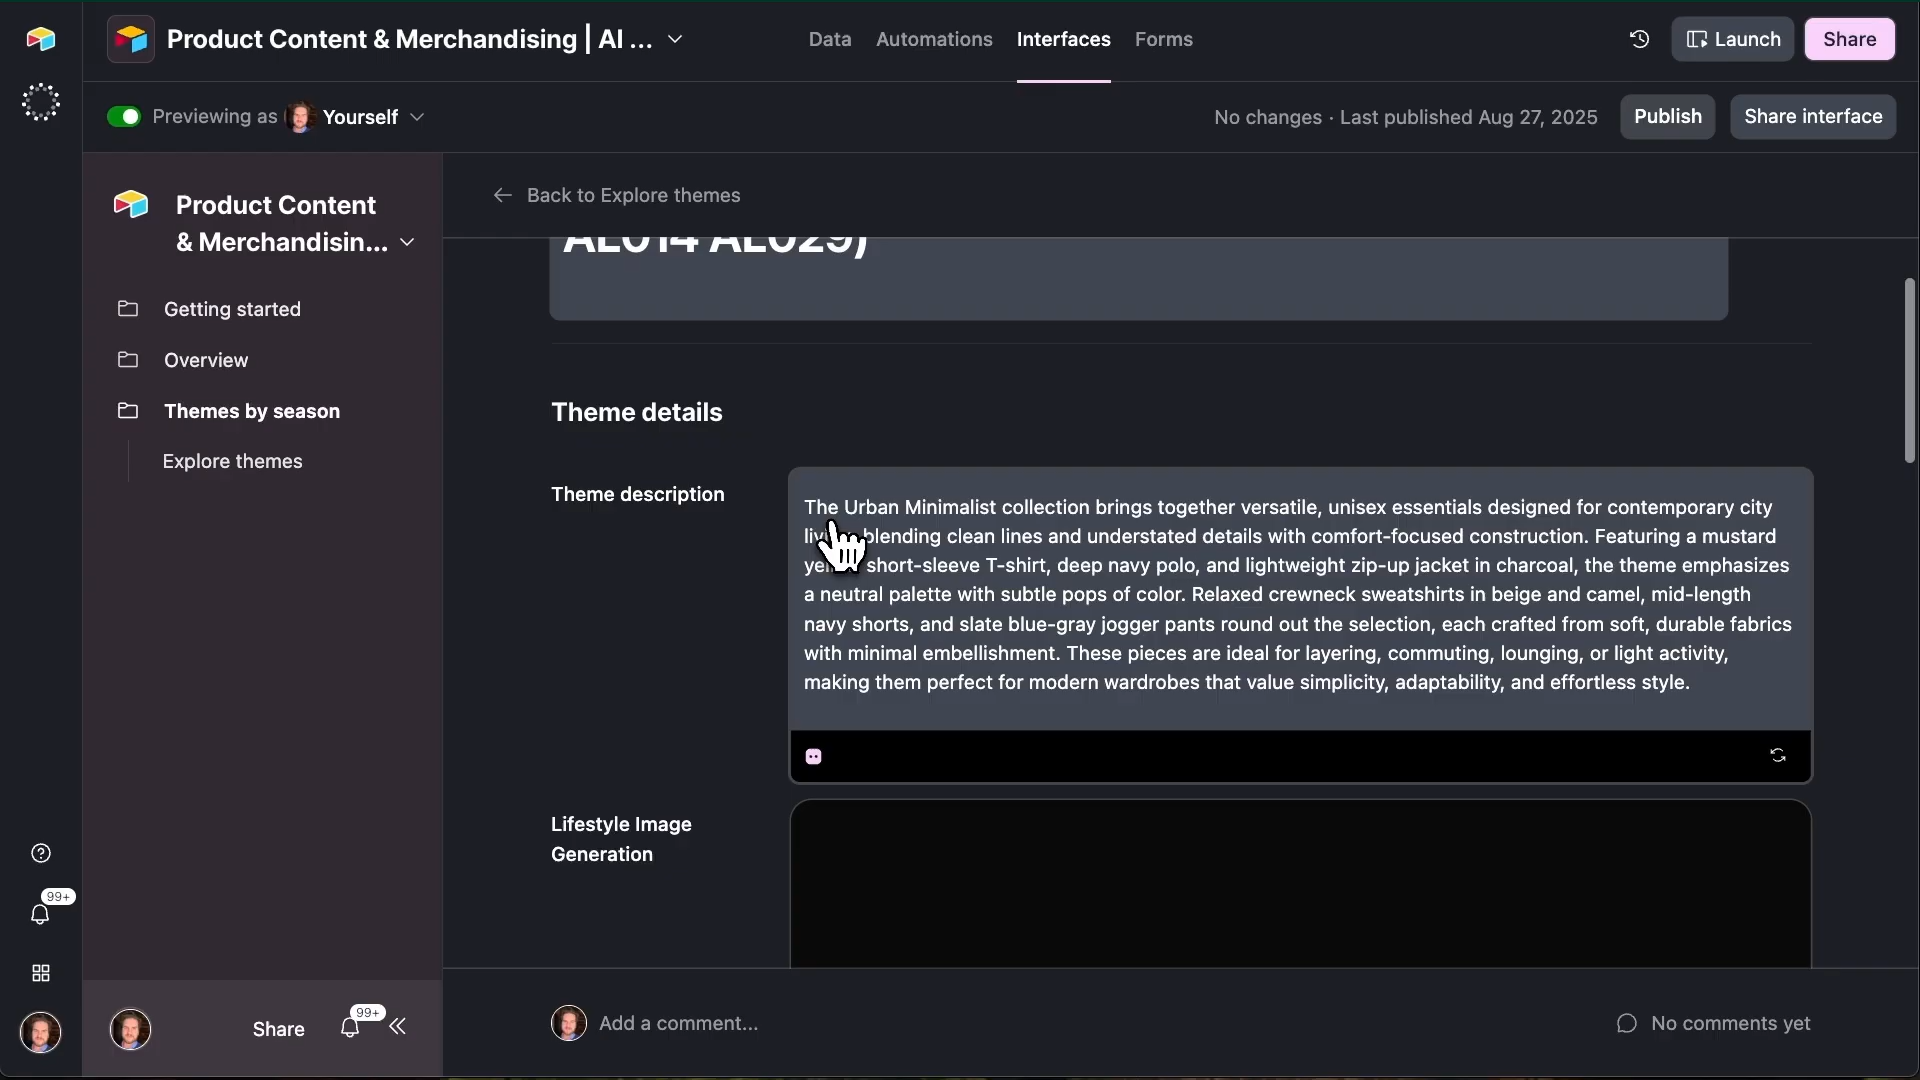 Product Content & Merchandising | AI ...
Data
Automations
Interfaces
Forms
Launch
Share
Previewing as
Yourself
No changes · Last published Aug 27, 2025
Publish
Share interface
Product Content
& Merchandisin...
Getting started
Overview
Themes by season
Explore themes
Back to Explore themes
AL014 AL029)
Theme details
Theme description
The Urban Minimalist collection brings together versatile, unisex essentials designed for contemporary city
blending clean lines and understated details with comfort-focused construction. Featuring a mustard
short-sleeve T-shirt, deep navy polo, and lightweight zip-up jacket in charcoal, the theme emphasizes
a neutral palette with subtle pops of color. Relaxed crewneck sweatshirts in beige and camel, mid-length
navy shorts, and slate blue-gray jogger pants round out the selection, each crafted from soft, durable fabrics
with minimal embellishment. These pieces are ideal for layering, commuting, lounging, or light activity,
making them perfect for modern wardrobes that value simplicity, adaptability, and effortless style.
Lifestyle Image
Generation
99+
Share
99+
Add a comment...
No comments yet